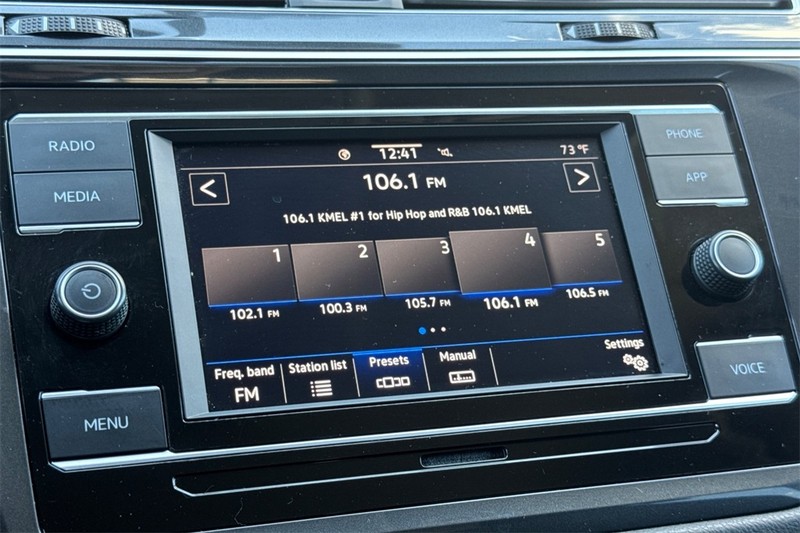 RADIO
MEDIA
MENU
PHONE
APP
VOICE
12:41
73 °F
<
106.1 FM
>
106.1 KMEL #1 for Hip Hop and R&B 106.1 KMEL
1 2 3 4 5
102.1 FM 100.3 FM 105.7 FM 106.1 FM 106.5 FM
Freq. band Station list Presets Manual Settings
FM